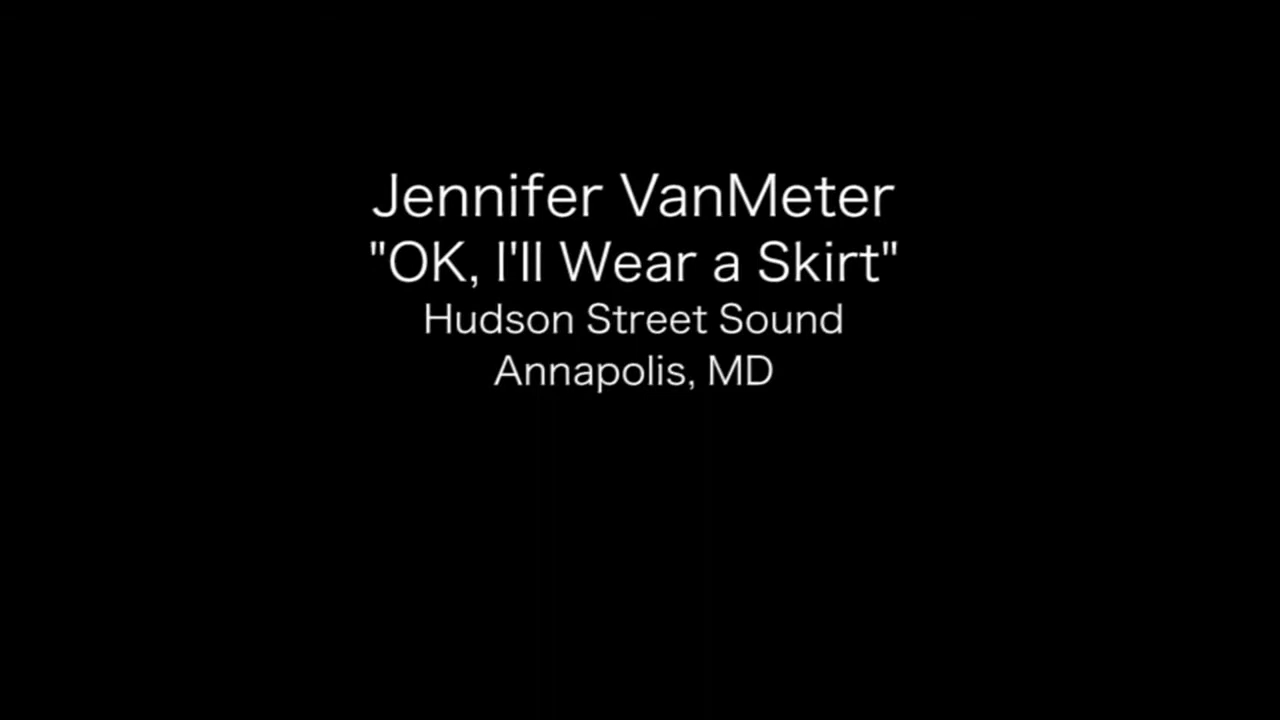 Jennifer VanMeter
"OK, I'll Wear a Skirt"
Hudson Street Sound
Annapolis, MD